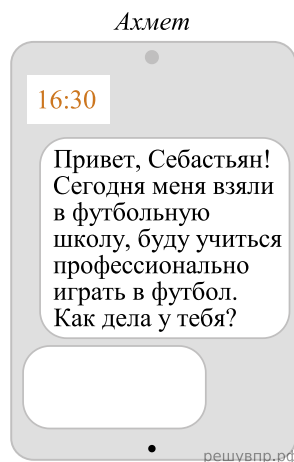 Ахмет
16:30
Привет, Себастьян!
Сегодня меня взяли
в футбольную
школу, буду учиться
профессионально
играть в футбол.
Как дела у тебя?
решувпр.рф